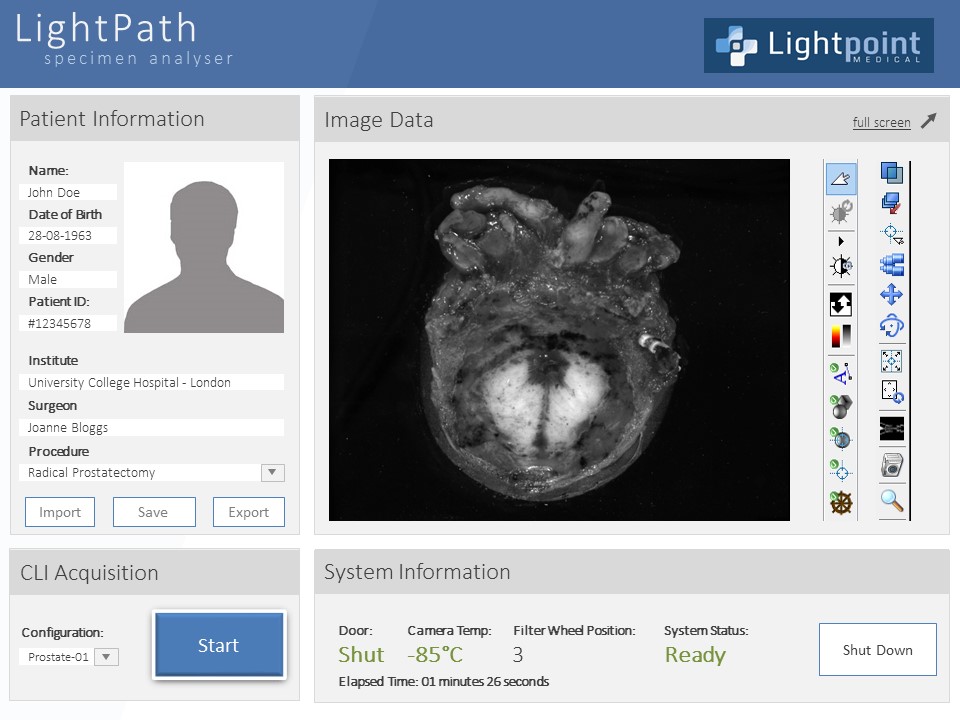 LightPath
specimen analyser
Lightpoint
MEDICAL
Patient Information
Name:
John Doe
Date of Birth
28-08-1963
Gender
Male
Patient ID:
#12345678
Institute
University College Hospital - London
Surgeon
Joanne Bloggs
Procedure
Radical Prostatectomy
Import Save Export
Image Data
full screen
A
CLI Acquisition
Configuration:
Prostate-01
Start
System Information
Door: Camera Temp: Filter Wheel Position: System Status:
Shut -85°C 3 Ready
Elapsed Time: 01 minutes 26 seconds
Shut Down